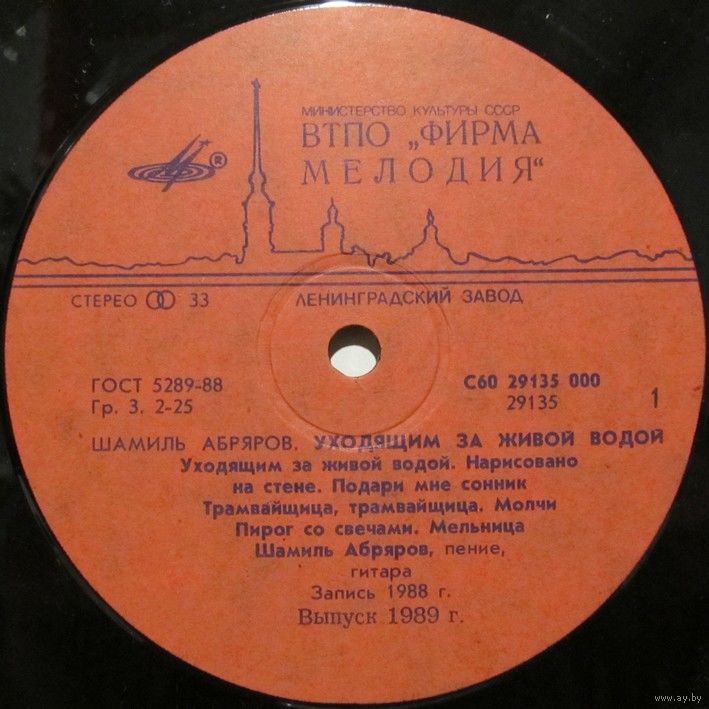 МИНИСТЕРСТВО КУЛЬТУРЫ СССР
ВТПО „ФИРМА
МЕЛОДИЯ“
®
СТЕРЕО 33
ЛЕНИНГРАДСКИЙ ЗАВОД
ГОСТ 5289-88
Гр. 3. 2-25
С60 29135 000
29135
1
ШАМИЛЬ АБРЯРОВ. УХОДЯЩИМ ЗА ЖИВОЙ ВОДОЙ
Уходящим за живой водой. Нарисовано
на стене. Подари мне сонник
Трамвайщица, трамвайщица. Молчи
Пирог со свечами. Мельница
Шамиль Абряров, пение,
гитара
Запись 1988 г.
Выпуск 1989 г.
www.ay.by